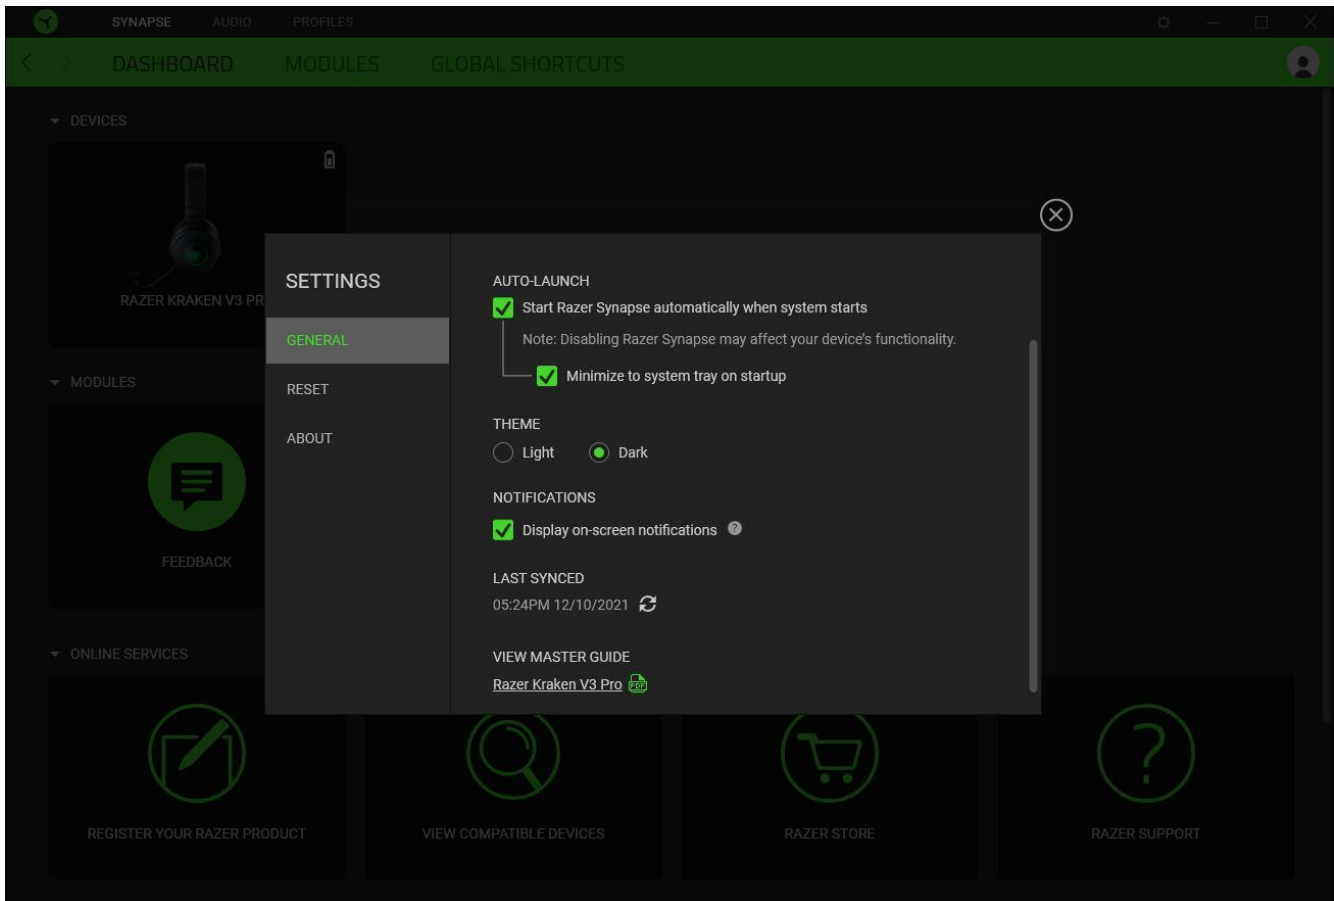 SYNAPSE AUDIO PROFILES
DASHBOARD MODULES GLOBAL SHORTCUTS
DEVICES
RAZER KRAKEN V3 PR
MODULES
FEEDBACK
ONLINE SERVICES
REGISTER YOUR RAZER PRODUCT
VIEW COMPATIBLE DEVICES
RAZER STORE
RAZER SUPPORT
SETTINGS
GENERAL
RESET
ABOUT
AUTO-LAUNCH
Start Razer Synapse automatically when system starts
Note: Disabling Razer Synapse may affect your device's functionality.
Minimize to system tray on startup
THEME
Light Dark
NOTIFICATIONS
Display on-screen notifications ?
LAST SYNCED
05:24PM 12/10/2021
VIEW MASTER GUIDE
Razer Kraken V3 Pro PDF